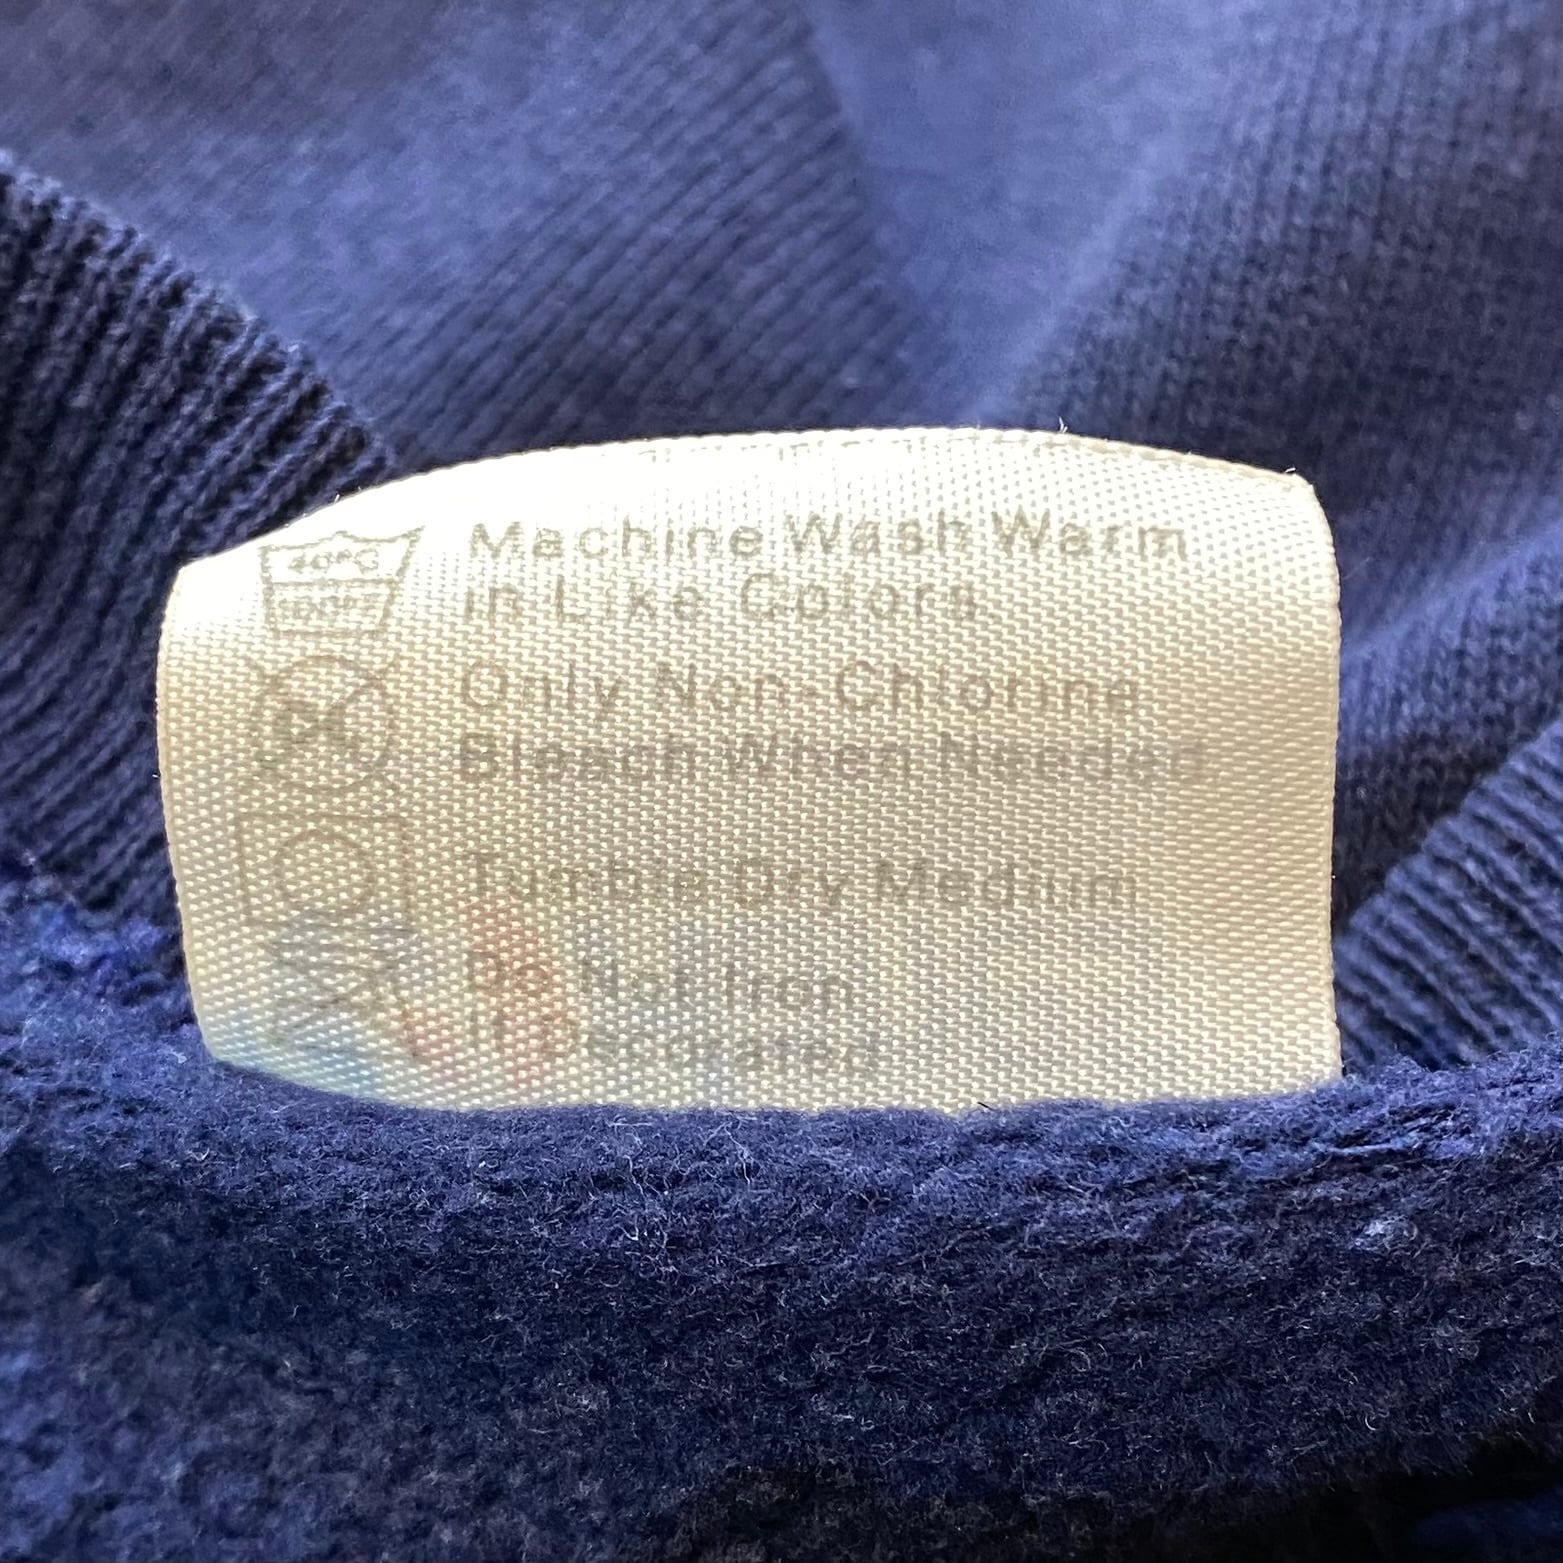 40°C
Machine Wash Warm
in Like Colors
Only Non-Chlorine
Bleach When Needed
Tumble Dry Medium
Do Not Iron
If Decorated